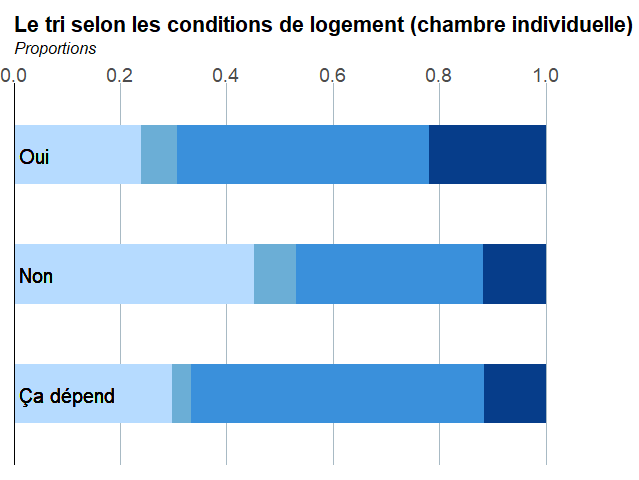 Le tri selon les conditions de logement (chambre individuelle)
Proportions
0.0 0.2 0.4 0.6 0.8 1.0
Oui
Non
Ça dépend